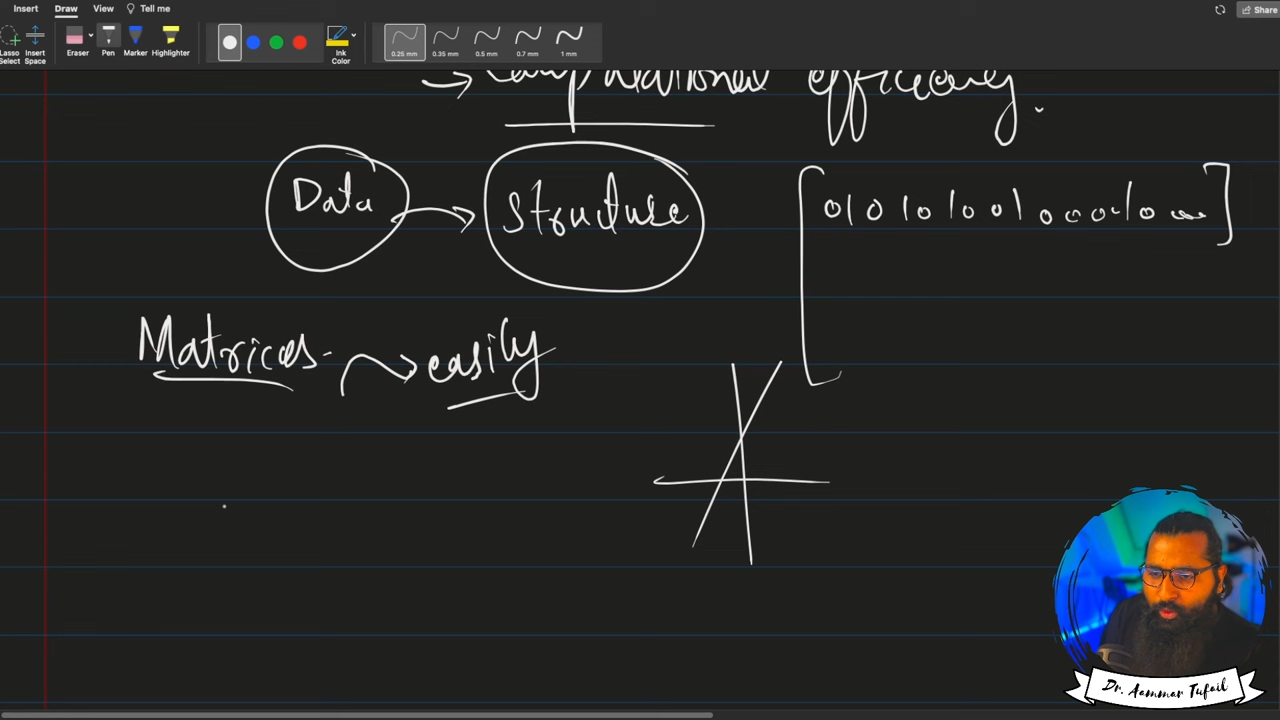 Insert Draw View Tell me
Share
Lasso Select
Insert Space
Eraser
Pen
Marker
Highlighter
Ink Color
0.25 mm
0.35 mm
0.5 mm
0.7 mm
1 mm
→ efficiency.
Data → Structure
Matrices → easily
Dr. Aammar Tufail